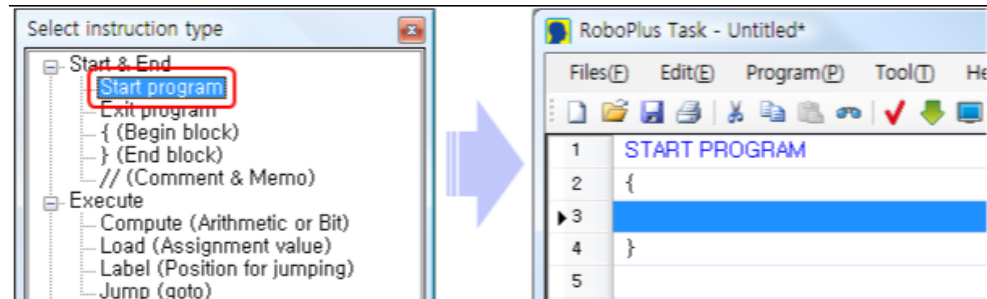 Select instruction type
Start & End
Start program
Exit program
{ (Begin block)
} (End block)
// (Comment & Memo)
Execute
Compute (Arithmetic or Bit)
Load (Assignment value)
Label (Position for jumping)
Jump (goto)
RoboPlus Task - Untitled*
Files(F) Edit(E) Program(P) Tool(T) He
1 START PROGRAM
2 {
3
4 }
5